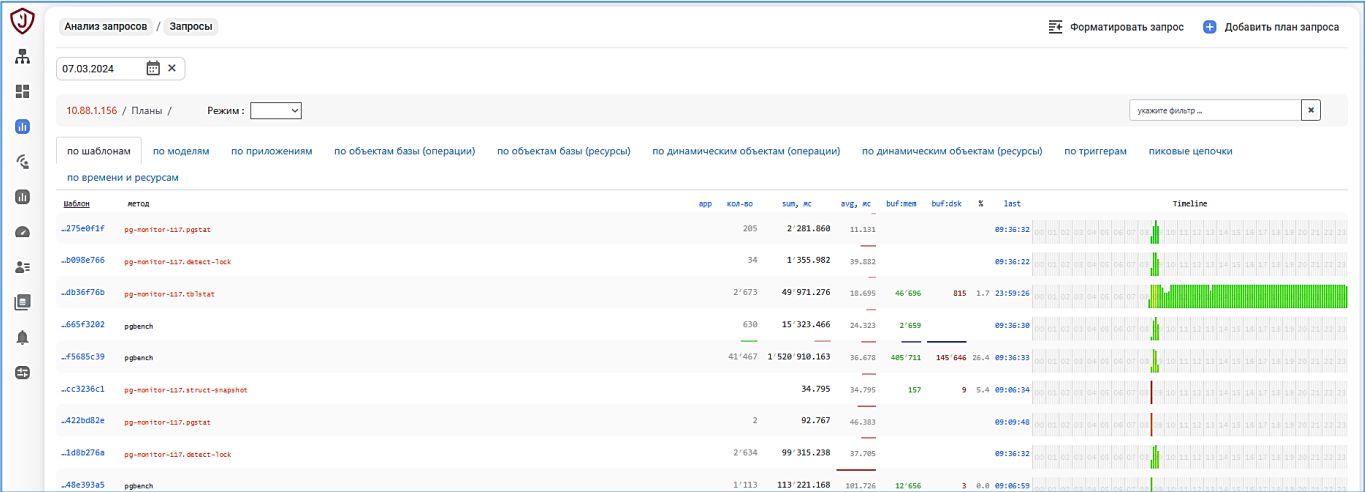 Анализ запросов / Запросы
Форматировать запрос
Добавить план запроса
07.03.2024
10.88.1.156 / Планы /
Режим :
укажите фильтр ...
по шаблонам по моделям по приложениям по объектам базы (операции) по объектам базы (ресурсы) по динамическим объектам (операции) по динамическим объектам (ресурсы) по триггерам пиковые цепочки
по времени и ресурсам
Шаблон метод app кол-во sum, мс avg, мс buf:mem buf:dsk % last Timeline
…275e0f1f pg-monitor-117.pgstat 205 2'281.860 11.131 09:36:32
…b098e766 pg-monitor-117.detect-lock 34 1'355.982 39.882 09:36:22
…db36f76b pg-monitor-117.tblstat 2'673 49'971.276 18.695 46'696 815 1.7 23:59:26
…665f3202 pgbench 630 15'323.466 24.323 2'659 09:36:30
…f5685c39 pgbench 41'467 1'520'910.163 36.678 405'711 145'646 26.4 09:36:33
…cc3236c1 pg-monitor-117.struct-snapshot 34.795 34.795 157 9 5.4 09:06:34
…422bd82e pg-monitor-117.pgstat 2 92.767 46.383 09:09:48
…1d8b276a pg-monitor-117.detect-lock 2'634 99'315.238 37.705 09:36:32
…48e393a5 pgbench 1'113 113'221.168 101.726 12'656 3 0.0 09:06:59